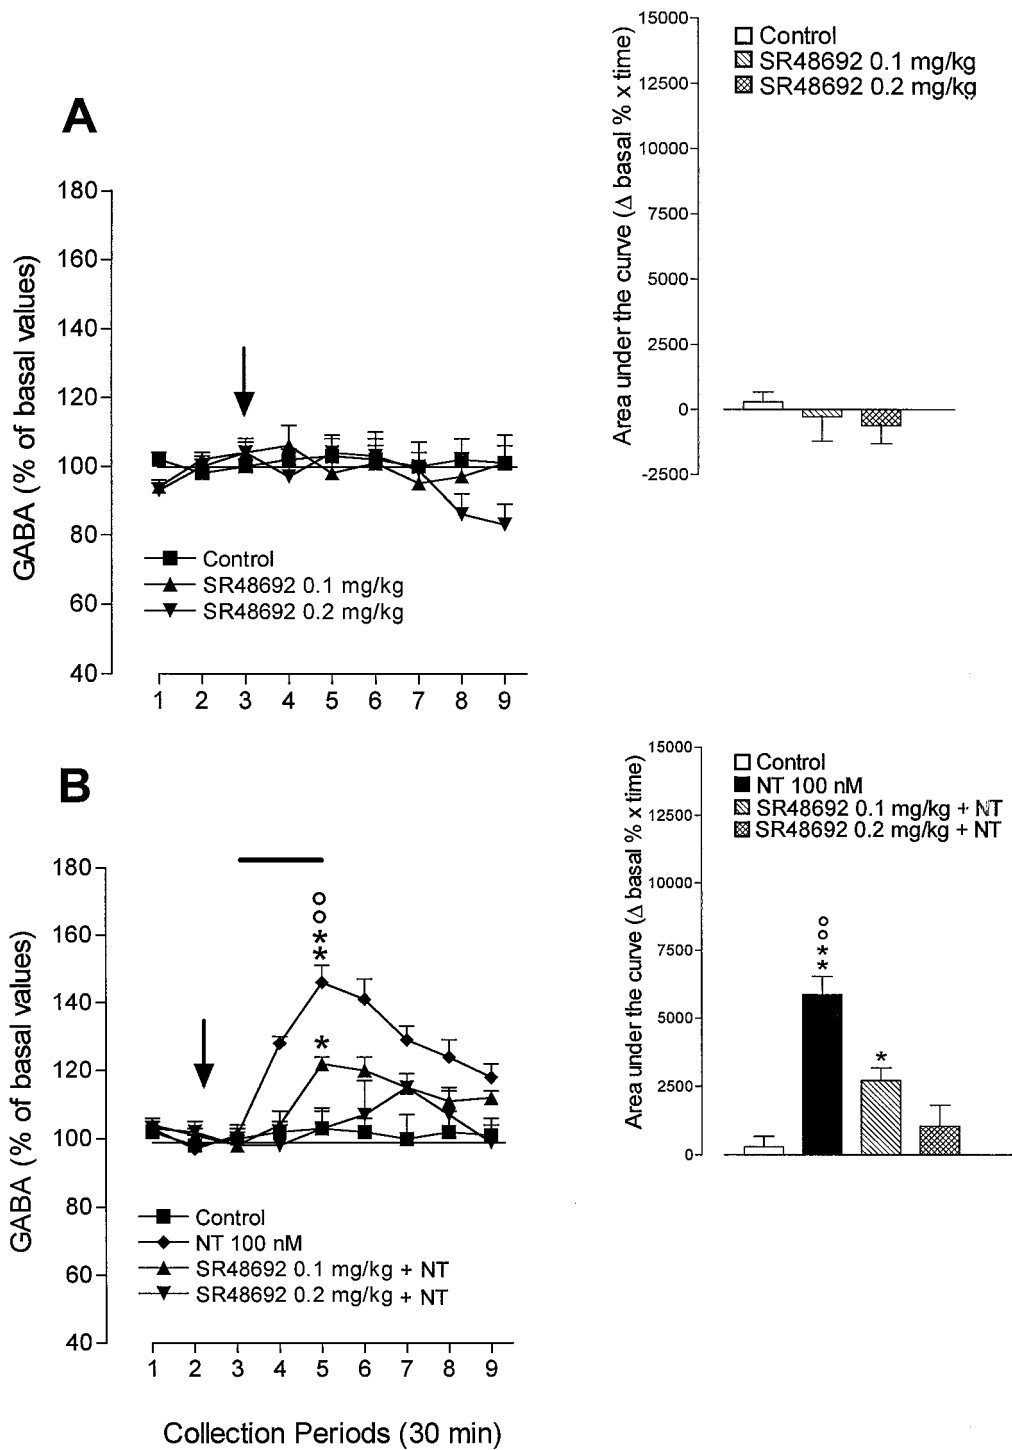 A
GABA (% of basal values)
180
160
140
120
100
80
60
40
Control
SR48692 0.1 mg/kg
SR48692 0.2 mg/kg
1 2 3 4 5 6 7 8 9
Area under the curve (Δ basal % x time)
15000
12500
10000
7500
5000
2500
0
-2500
Control
SR48692 0.1 mg/kg
SR48692 0.2 mg/kg
B
GABA (% of basal values)
180
160
140
120
100
80
60
40
°
°
*
*
*
Control
NT 100 nM
SR48692 0.1 mg/kg + NT
SR48692 0.2 mg/kg + NT
1 2 3 4 5 6 7 8 9
Collection Periods (30 min)
Area under the curve (Δ basal % x time)
15000
12500
10000
7500
5000
2500
0
Control
NT 100 nM
SR48692 0.1 mg/kg + NT
SR48692 0.2 mg/kg + NT
°
°
*
*
*